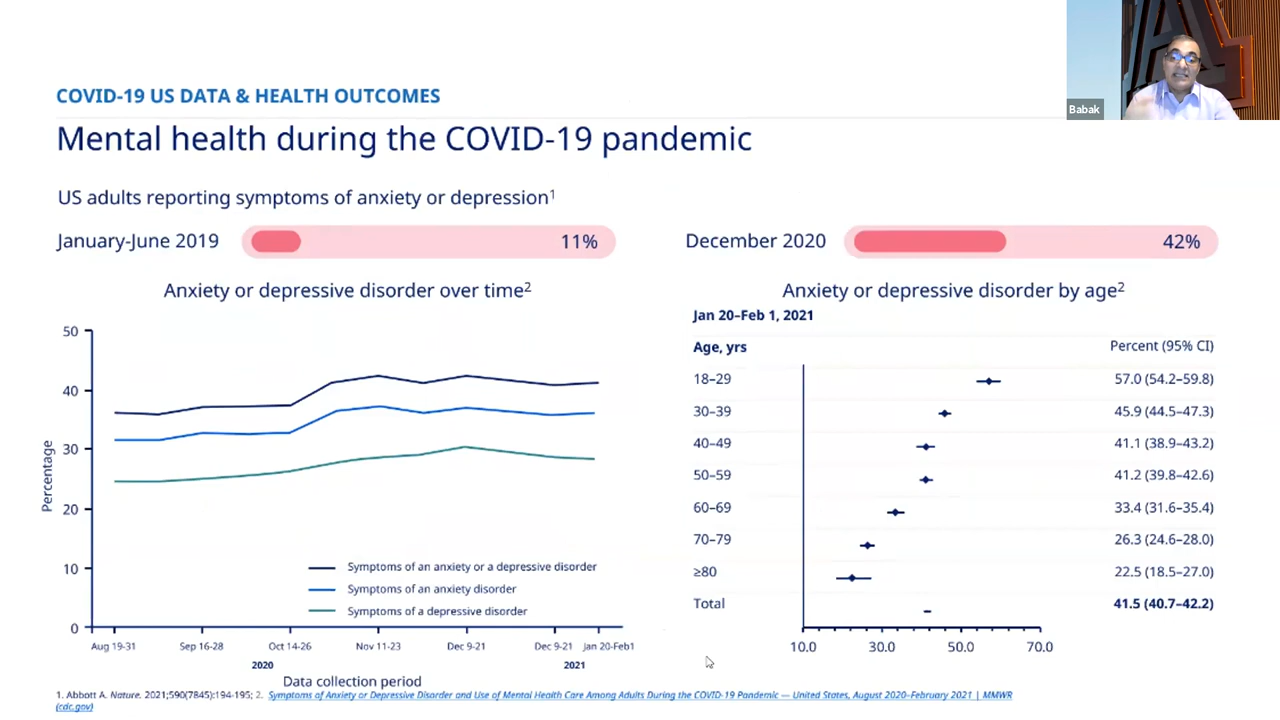 Babak
COVID-19 US DATA & HEALTH OUTCOMES
Mental health during the COVID-19 pandemic
US adults reporting symptoms of anxiety or depression1
January-June 2019 11%
December 2020 42%
Anxiety or depressive disorder over time2
50
40
30
20
10
0
Percentage
Symptoms of an anxiety or a depressive disorder
Symptoms of an anxiety disorder
Symptoms of a depressive disorder
Aug 19-31 Sep 16-28 Oct 14-26 Nov 11-23 Dec 9-21 Dec 9-21 Jan 20-Feb1
2020 2021
Data collection period
Anxiety or depressive disorder by age2
Jan 20–Feb 1, 2021
Age, yrs Percent (95% CI)
18–29 57.0 (54.2–59.8)
30–39 45.9 (44.5–47.3)
40–49 41.1 (38.9–43.2)
50–59 41.2 (39.8–42.6)
60–69 33.4 (31.6–35.4)
70–79 26.3 (24.6–28.0)
≥80 22.5 (18.5–27.0)
Total 41.5 (40.7–42.2)
10.0 30.0 50.0 70.0
1. Abbott A. Nature. 2021;590(7845):194-195; 2. Symptoms of Anxiety or Depressive Disorder and Use of Mental Health Care Among Adults During the COVID-19 Pandemic — United States, August 2020–February 2021 | MMWR
(cdc.gov)